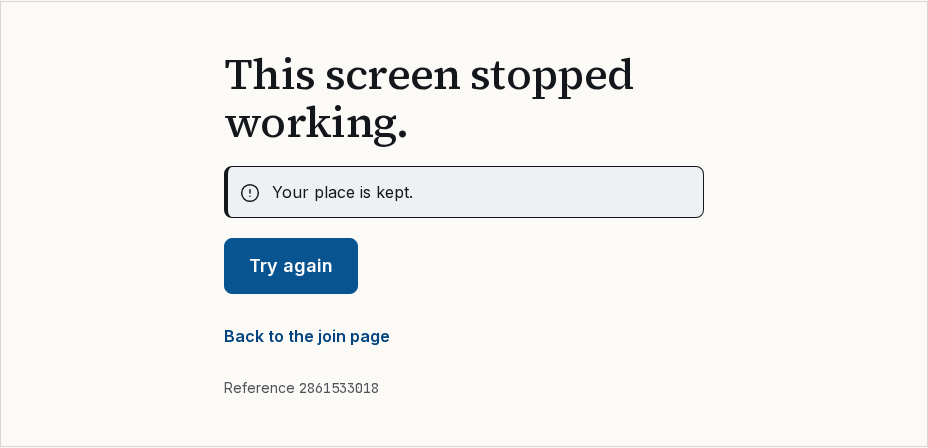 This screen stopped
working.
Your place is kept.
Try again
Back to the join page
Reference 2861533018